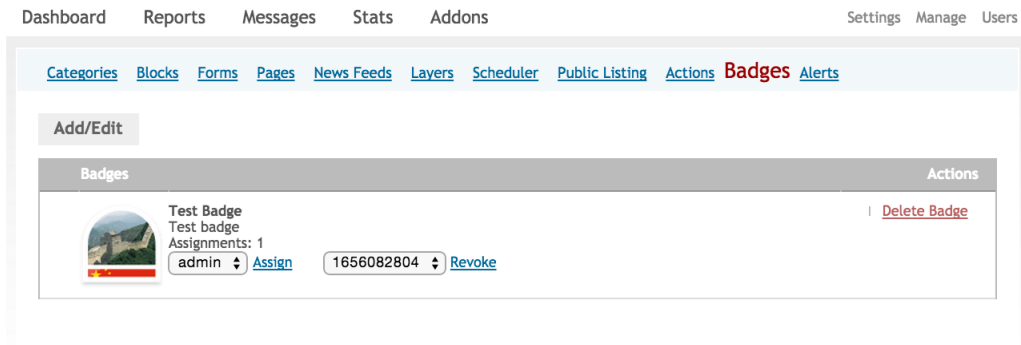 Dashboard Reports Messages Stats Addons Settings Manage Users
Categories Blocks Forms Pages News Feeds Layers Scheduler Public Listing Actions Badges Alerts
Add/Edit
Badges Actions
Test Badge | Delete Badge
Test badge
Assignments: 1
admin Assign 1656082804 Revoke